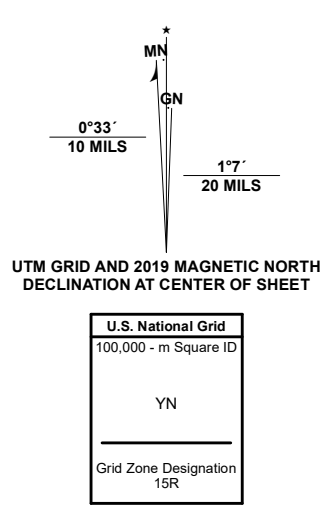 MN
GN
0°33´
10 MILS
1°7´
20 MILS
UTM GRID AND 2019 MAGNETIC NORTH
DECLINATION AT CENTER OF SHEET
U.S. National Grid
100,000 - m Square ID
YN
Grid Zone Designation
15R